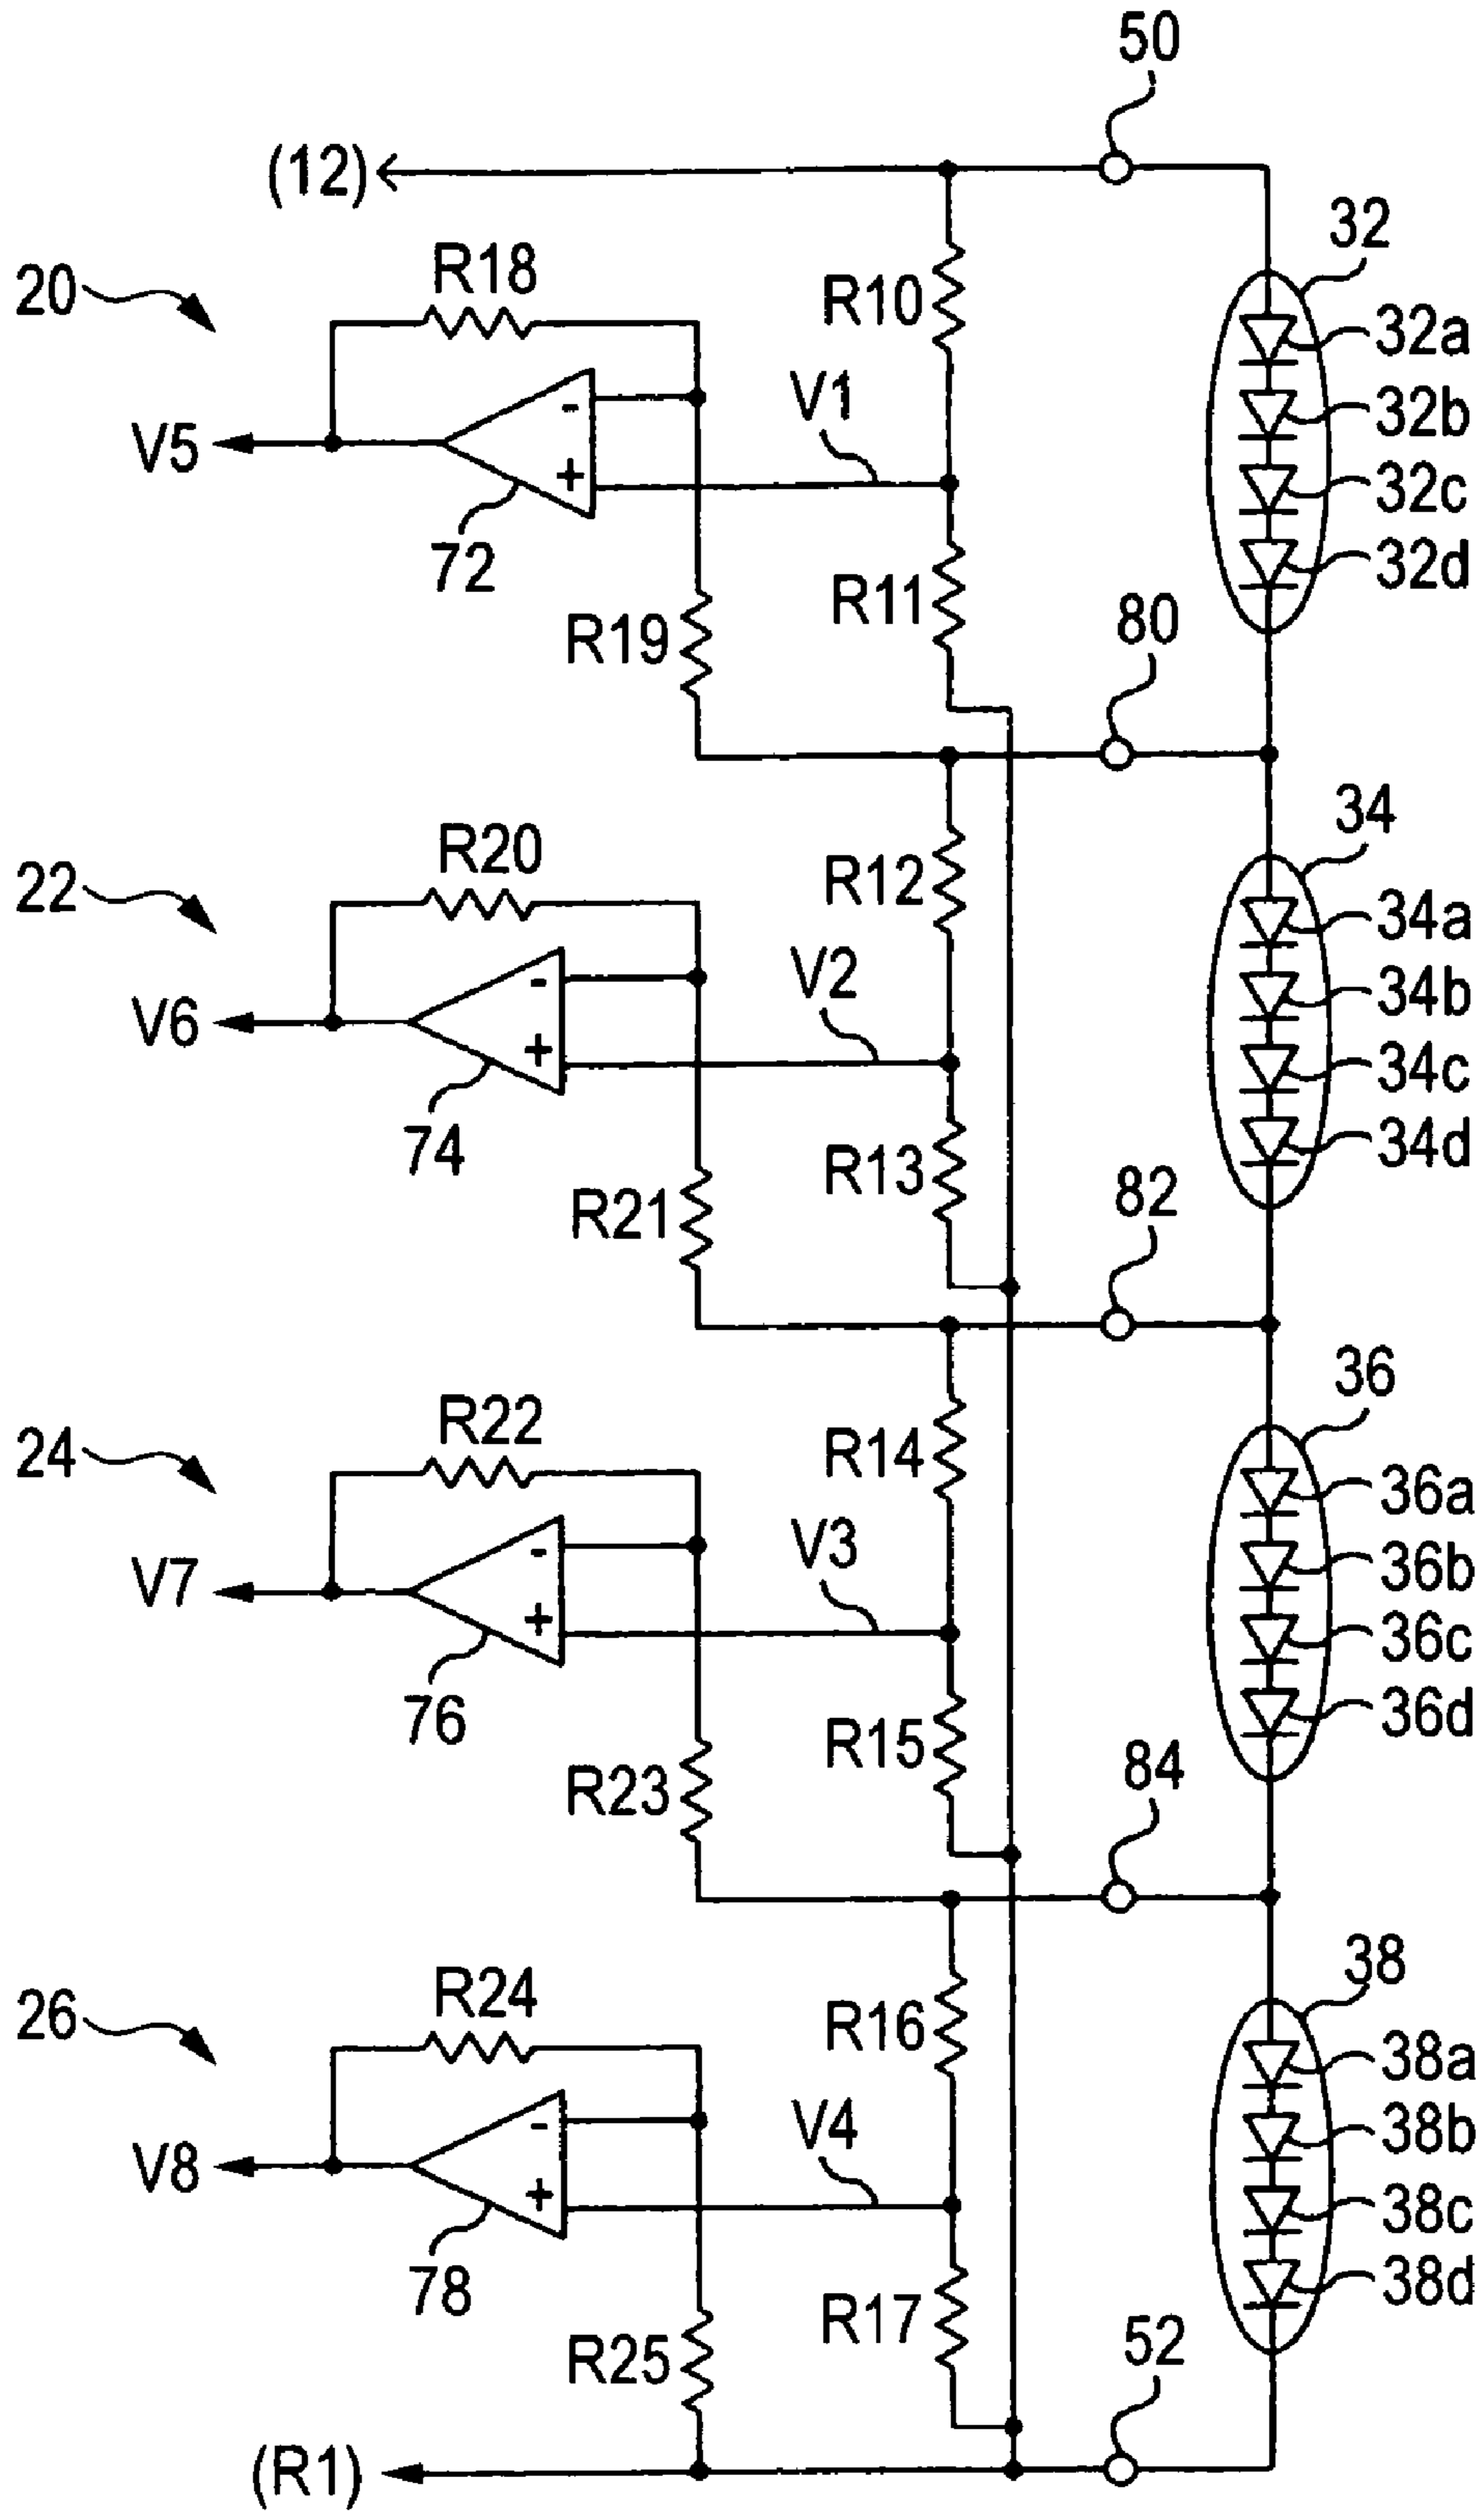 50
(12)
32
20
R18
R10
32a
V1
32b
V5
+
-
32c
72
32d
R11
80
R19
34
R20
R12
22
34a
V2
34b
V6
-
+
34c
74
34d
R13
82
R21
36
R22
R14
24
36a
V3
36b
V7
-
+
36c
76
36d
R15
84
R23
38
R24
R16
26
38a
V4
38b
V8
-
+
38c
78
38d
R17
52
R25
(R1)